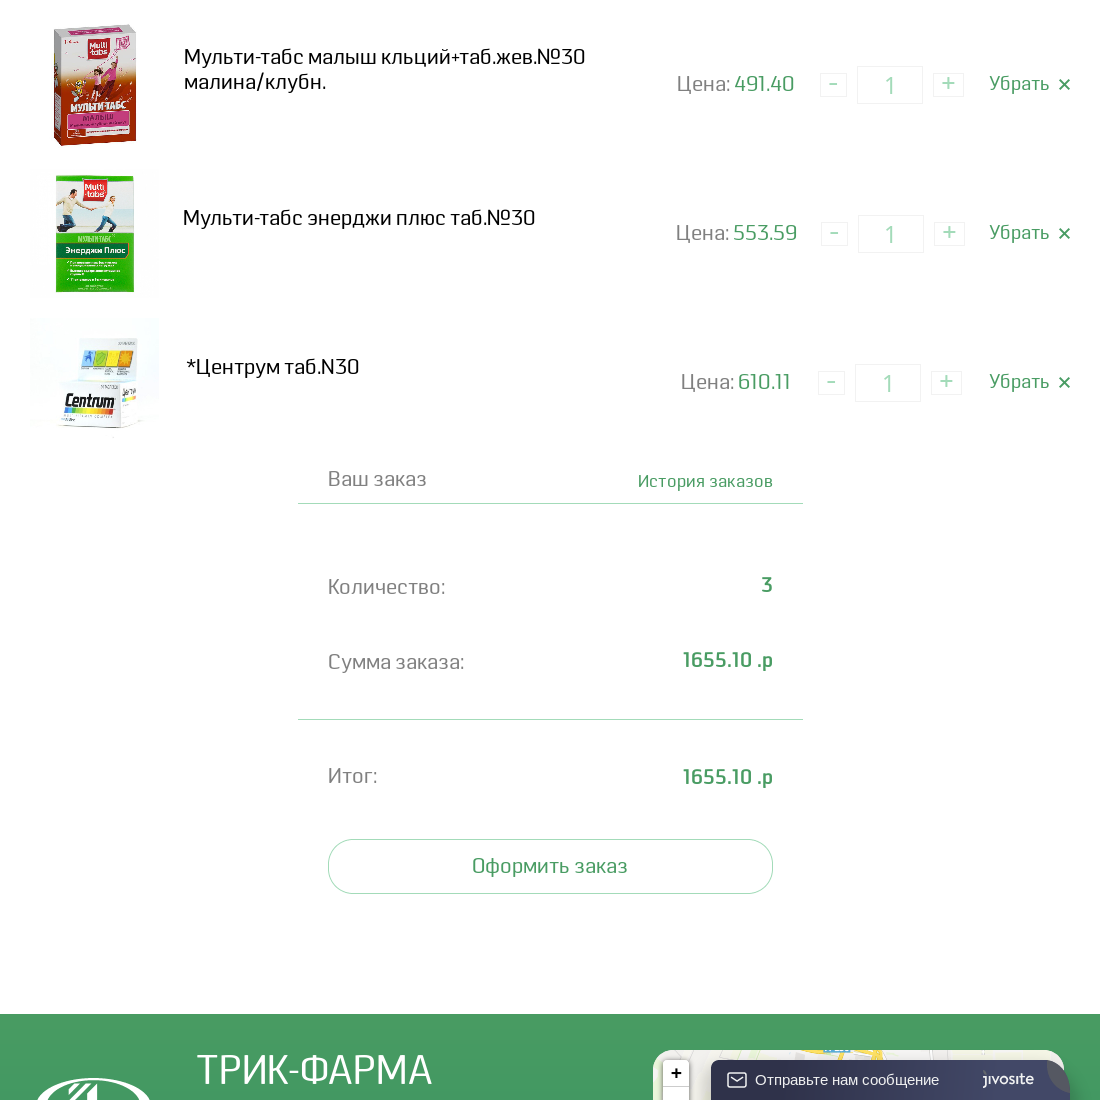 Multi
-tabs
МУЛЬТИ-ТАБС
МАЛЫШ
Мульти-табс малыш кльций+таб.жев.№30
малина/клубн.
Цена: 491.40 - 1 + Убрать ×
Multi
-tabs
МУЛЬТИ-ТАБС
Энерджи Плюс
Мульти-табс энерджи плюс таб.№30
Цена: 553.59 - 1 + Убрать ×
Centrum
*Центрум таб.N30
Цена: 610.11 - 1 + Убрать ×
Ваш заказ История заказов
Количество: 3
Сумма заказа: 1655.10 .р
Итог: 1655.10 .р
Оформить заказ
ТРИК-ФАРМА
+
Отправьте нам сообщение jivosite